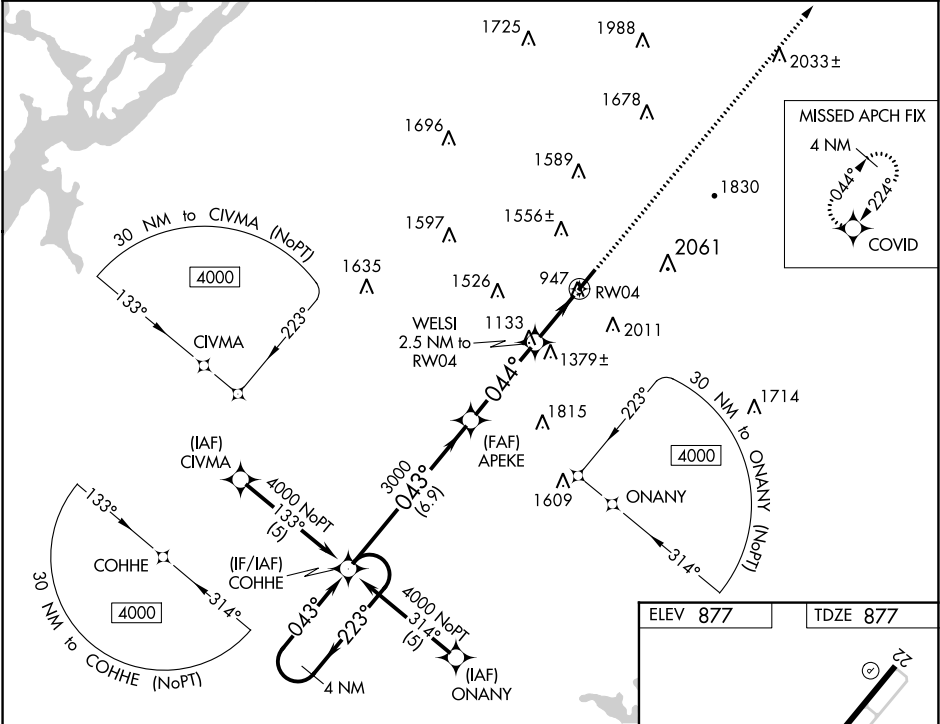 1725
1988
2033±
1678
MISSED APCH FIX
4 NM
044°
224°
COVID
1696
1589
1830
30 NM to CIVMA (NoPT)
4000
133°
223°
CIVMA
1597
1556±
1635
1526
947
RW04
2061
WELSI
2.5 NM to
RW04
1133
2011
1379±
044°
1815
1714
30 NM to ONANY (NoPT)
223°
4000
1609
ONANY
314°
(FAF)
APEKE
(IAF)
CIVMA
4000 NoPT
133°
(5)
3000
043°
(6.9)
133°
COHHE
4000
314°
30 NM to COHHE (NoPT)
(IF/IAF)
COHHE
043°
223°
4 NM
4000 NoPT
314°
(5)
(IAF)
ONANY
ELEV 877
TDZE 877
22
P